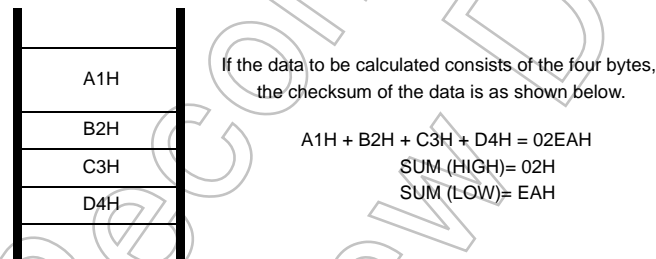 A1H
B2H
C3H
D4H
If the data to be calculated consists of the four bytes,
the checksum of the data is as shown below.
A1H + B2H + C3H + D4H = 02EAH
SUM (HIGH)= 02H
SUM (LOW)= EAH